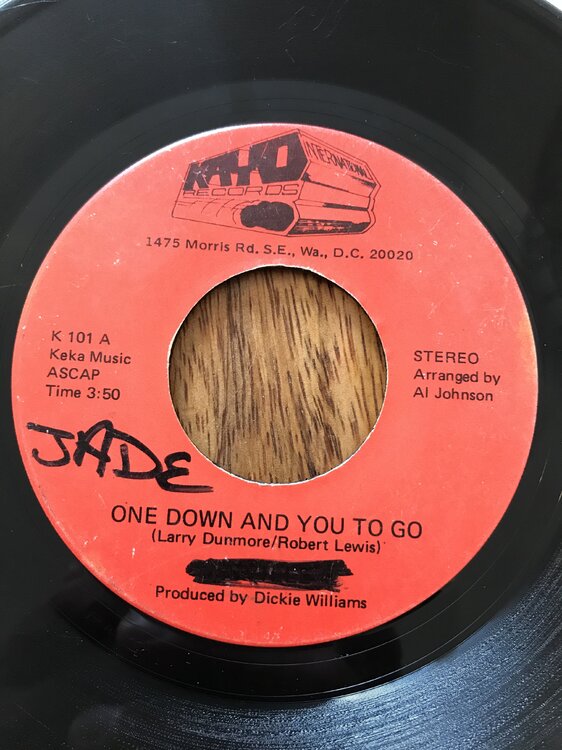 KAYO
RECORDS
INTERNATIONAL
1475 Morris Rd. S.E., Wa., D.C. 20020
K 101 A
Keka Music
ASCAP
Time 3:50
STEREO
Arranged by
Al Johnson
JADE
ONE DOWN AND YOU TO GO
(Larry Dunmore/Robert Lewis)
Produced by Dickie Williams